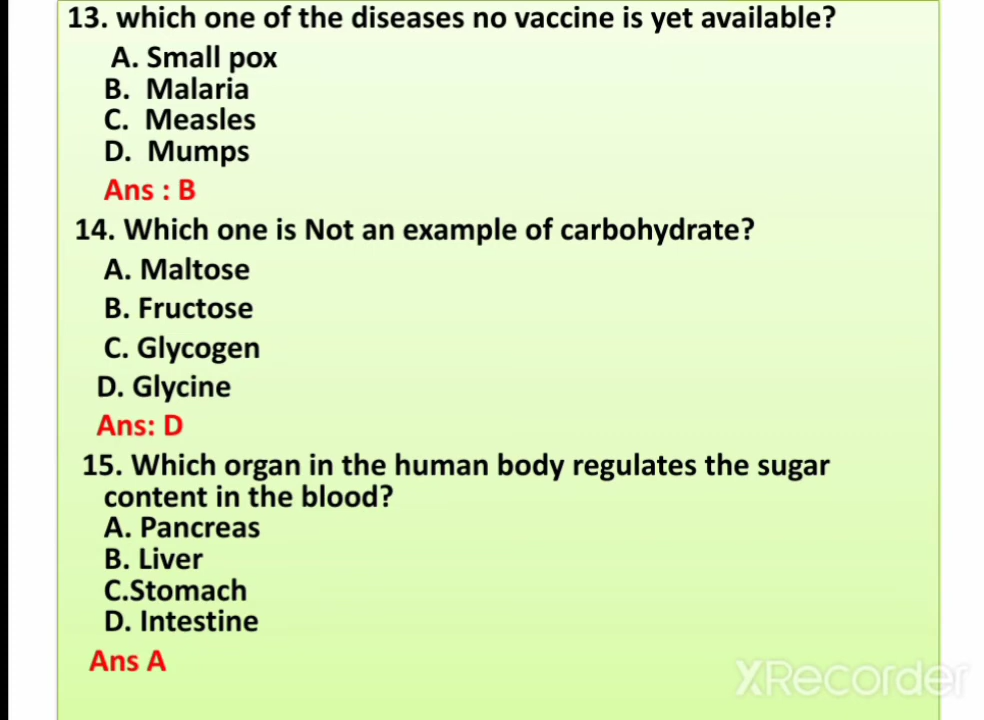 13. which one of the diseases no vaccine is yet available?
A. Small pox
B. Malaria
C. Measles
D. Mumps
Ans : B
14. Which one is Not an example of carbohydrate?
A. Maltose
B. Fructose
C. Glycogen
D. Glycine
Ans: D
15. Which organ in the human body regulates the sugar
content in the blood?
A. Pancreas
B. Liver
C.Stomach
D. Intestine
Ans A
XRecorder